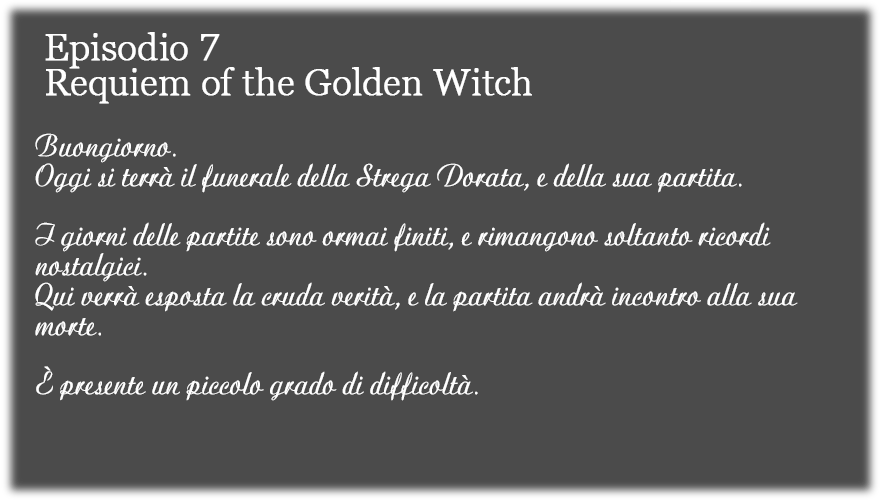 Episodio 7
Requiem of the Golden Witch
Buongiorno.
Oggi si terrà il funerale della Strega Dorata, e della sua partita.
I giorni delle partite sono ormai finiti, e rimangono soltanto ricordi
nostalgici.
Qui verrà esposta la cruda verità, e la partita andrà incontro alla sua
morte.
È presente un piccolo grado di difficoltà.